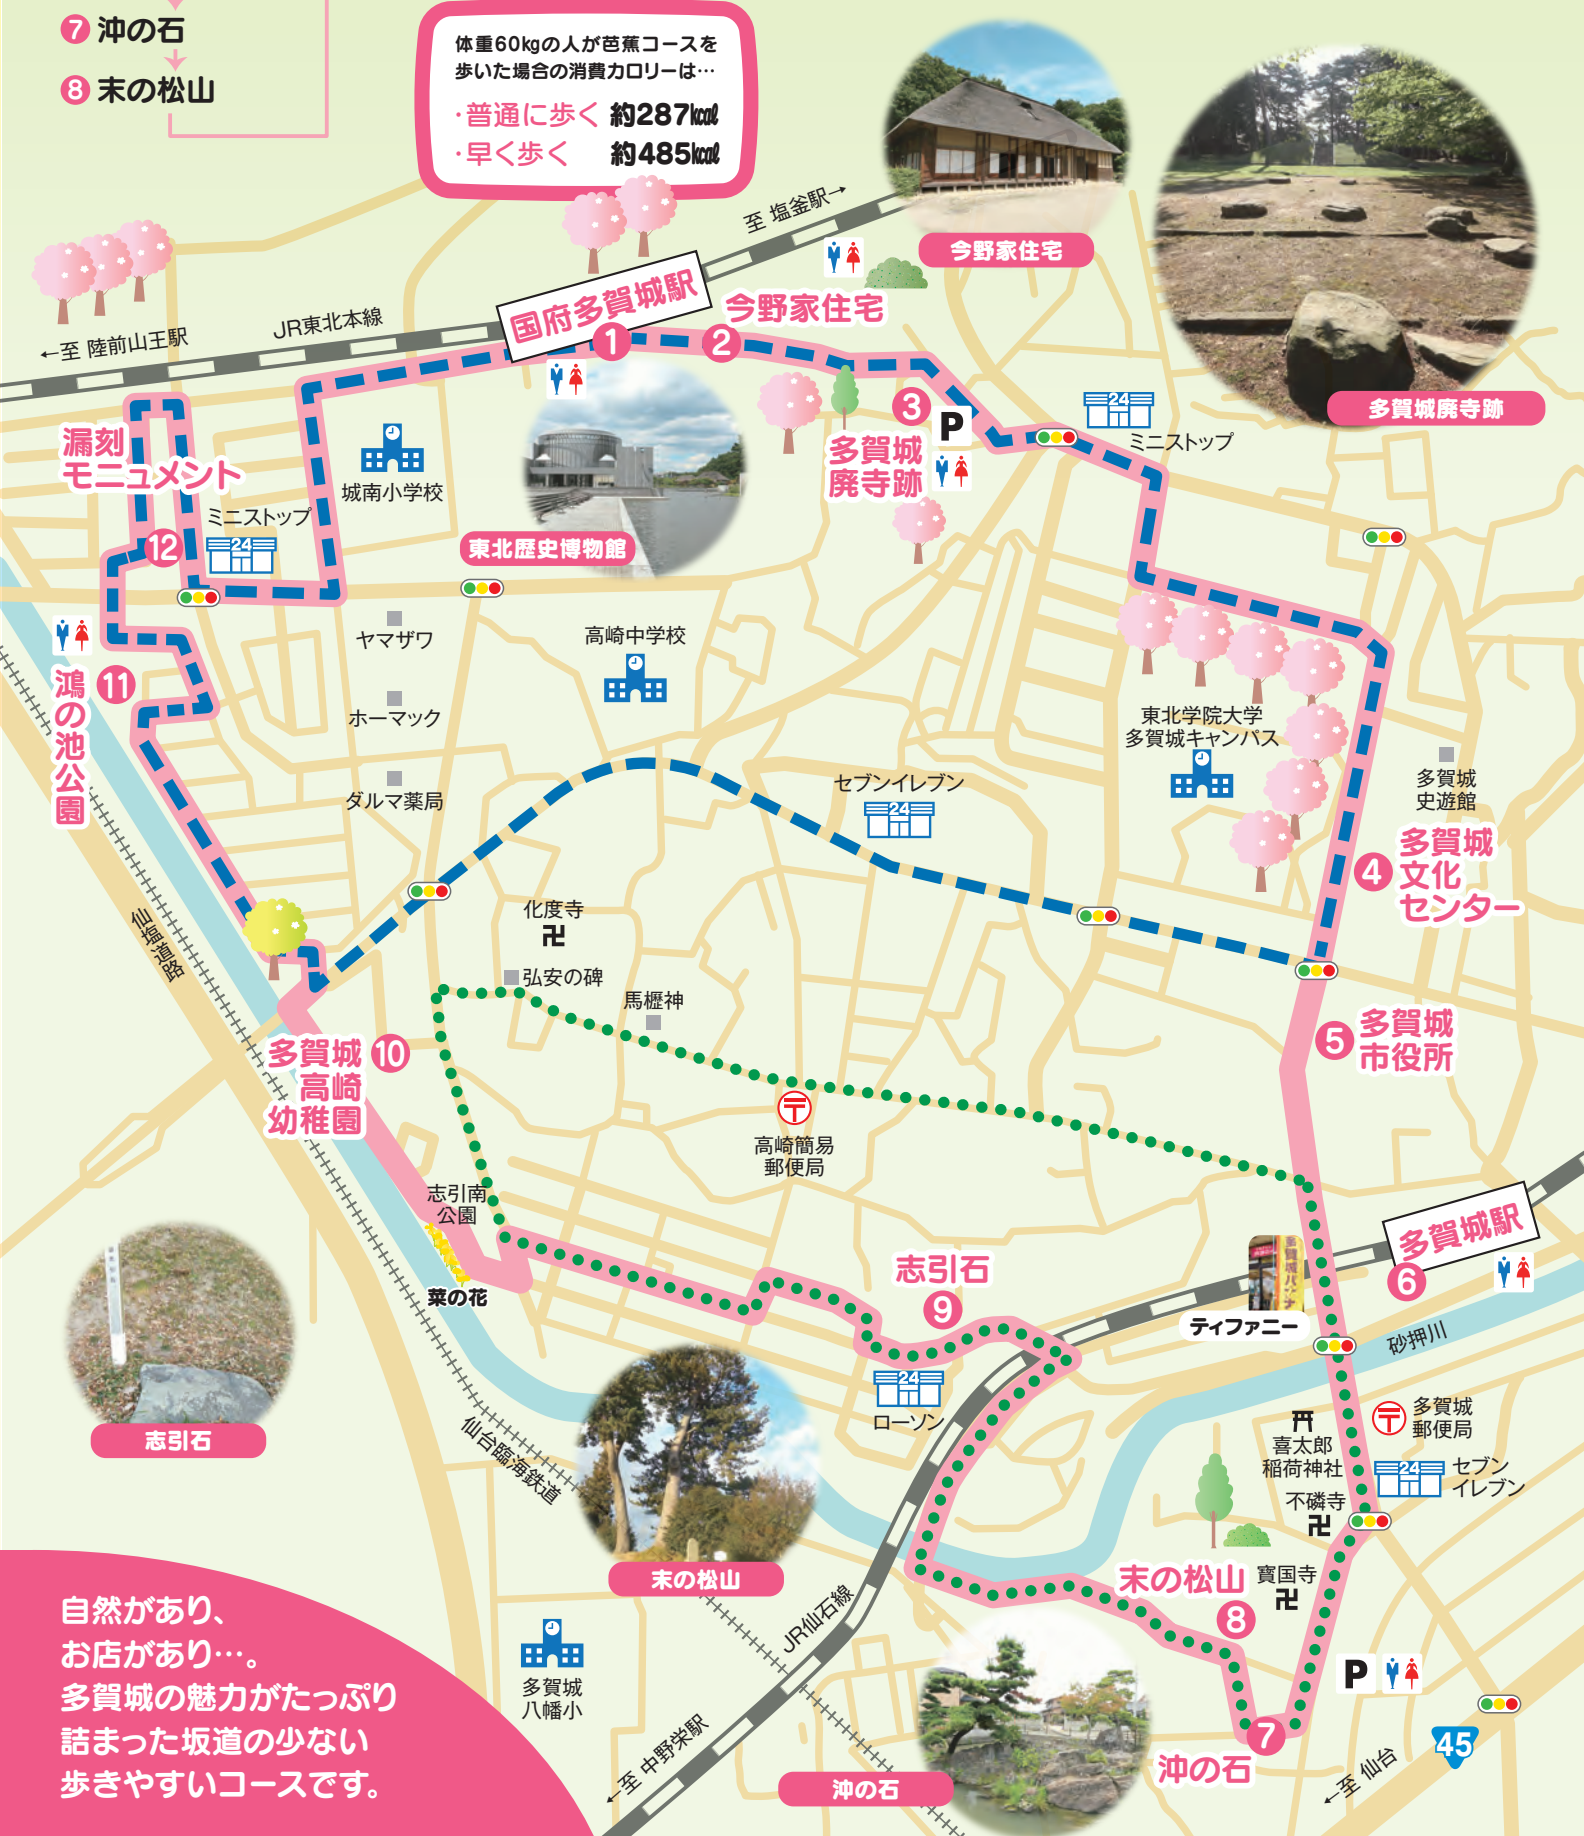 7 沖の石
8 末の松山
体重60kgの人が芭蕉コースを
歩いた場合の消費カロリーは…
・普通に歩く 約287kcal
・早く歩く 約485kcal
今野家住宅
多賀城廃寺跡
至 塩釜駅→
国府多賀城駅
1
今野家住宅
2
JR東北本線
←至 陸前山王駅
3
P
多賀城
廃寺跡
24
ミニストップ
漏刻
モニュメント
12
城南小学校
ミニストップ
24
東北歴史博物館
ヤマザワ
高崎中学校
11
鴻の池公園
ホーマック
ダルマ薬局
東北学院大学
多賀城キャンパス
多賀城
史遊館
セブンイレブン
24
4
多賀城
文化
センター
仙塩道路
化度寺
卍
弘安の碑
馬櫪神
5
多賀城
市役所
10
多賀城
高崎
幼稚園
〒
高崎簡易
郵便局
志引南
公園
菜の花
多賀城駅
6
志引石
9
多賀城バナナ
ティファニー
砂押川
24
ローソン
志引石
仙台臨海鉄道
喜太郎
稲荷神社
〒
多賀城
郵便局
24
セブン
イレブン
不磷寺
卍
末の松山
末の松山
8
寶国寺
卍
JR仙石線
多賀城
八幡小
P
7
沖の石
沖の石
←至 中野栄駅
←至 仙台
45
自然があり、
お店があり…。
多賀城の魅力がたっぷり
詰まった坂道の少ない
歩きやすいコースです。